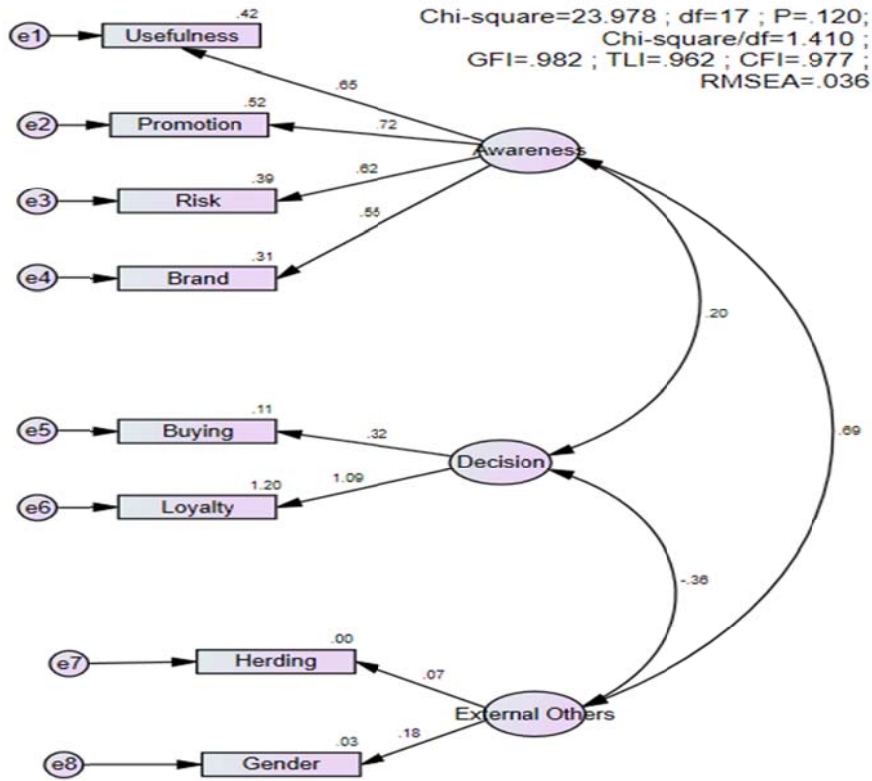 Chi-square=23.978 ; df=17 ; P=.120;
Chi-square/df=1.410 ;
GFI=.982 ; TLI=.962 ; CFI=.977 ;
RMSEA=.036
.42
e1 Usefulness
.65
.52
e2 Promotion
.72
Awareness
.39
.62
e3 Risk
.55
.31
e4 Brand
.20
.11
e5 Buying
.32
.69
Decision
1.20
1.09
e6 Loyalty
-.36
.00
e7 Herding
.07
External Others
.03
.18
e8 Gender